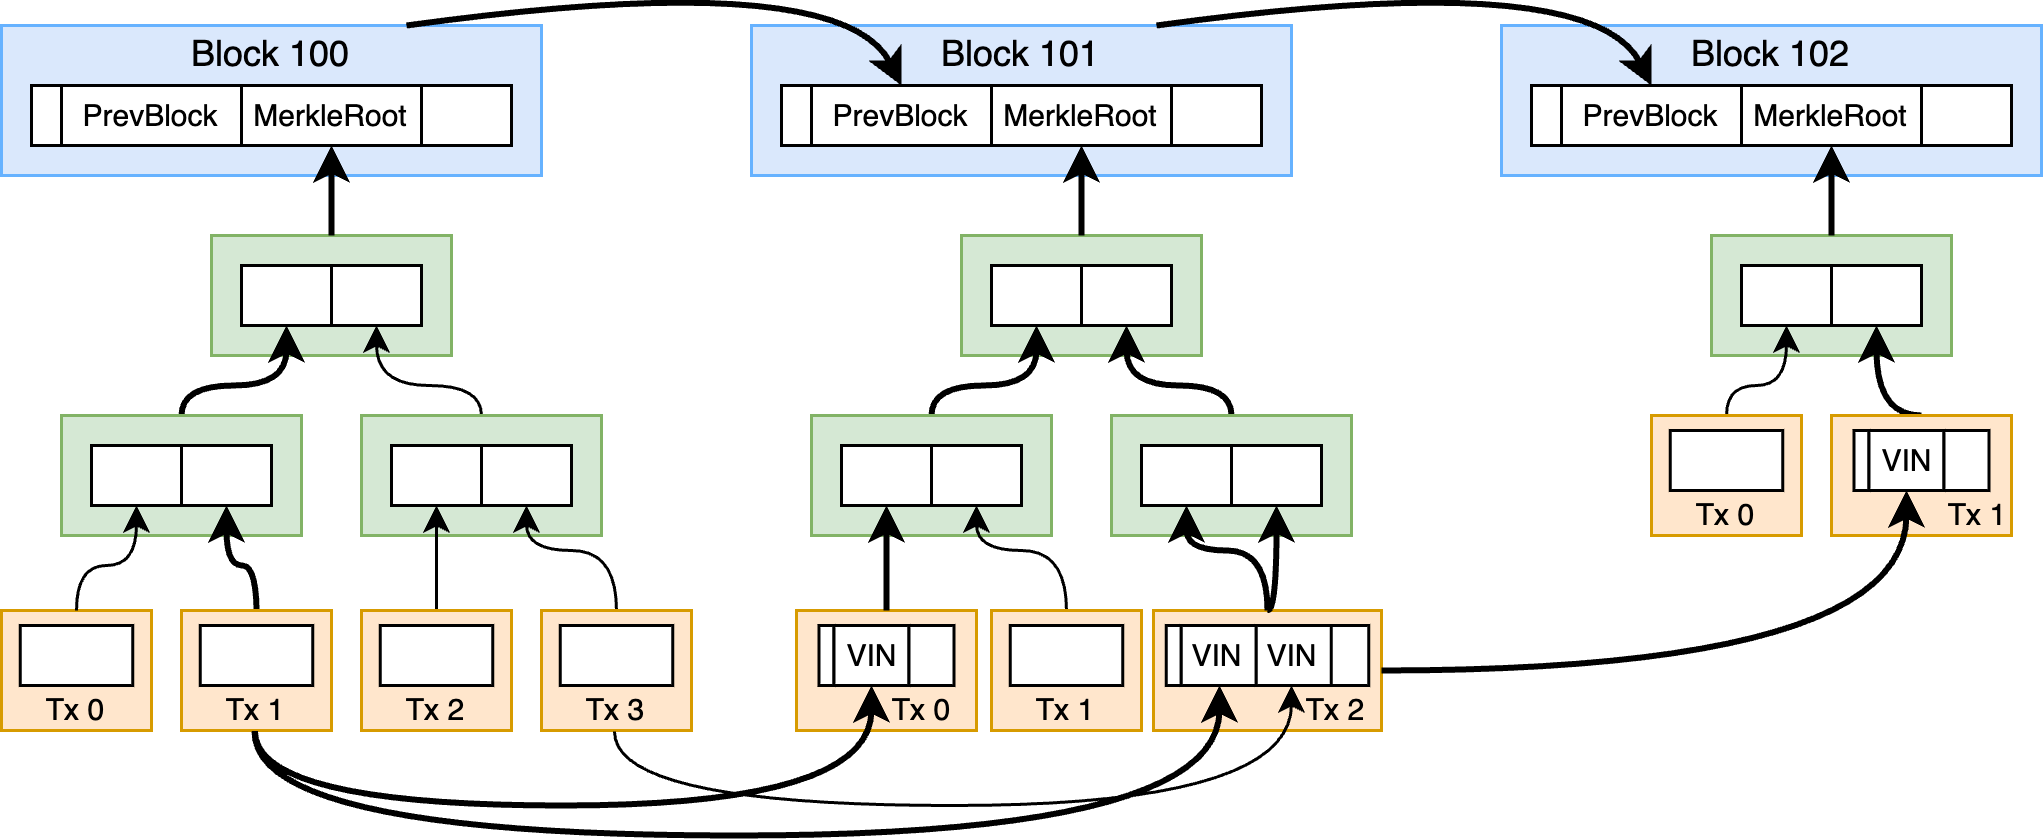 Block 100
PrevBlock MerkleRoot
Block 101
PrevBlock MerkleRoot
Block 102
PrevBlock MerkleRoot
VIN
Tx 0
Tx 1
Tx 0
Tx 1
Tx 2
Tx 3
VIN
Tx 0
Tx 1
VIN VIN
Tx 2